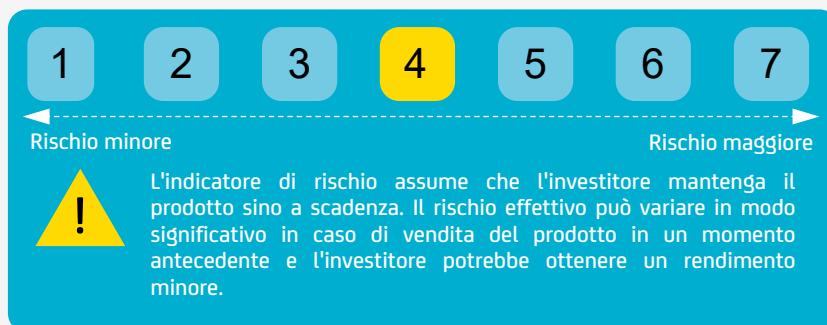 1 2 3 4 5 6 7
Rischio minore Rischio maggiore
!
L'indicatore di rischio assume che l'investitore mantenga il
prodotto sino a scadenza. Il rischio effettivo può variare in modo
significativo in caso di vendita del prodotto in un momento
antecedente e l'investitore potrebbe ottenere un rendimento
minore.